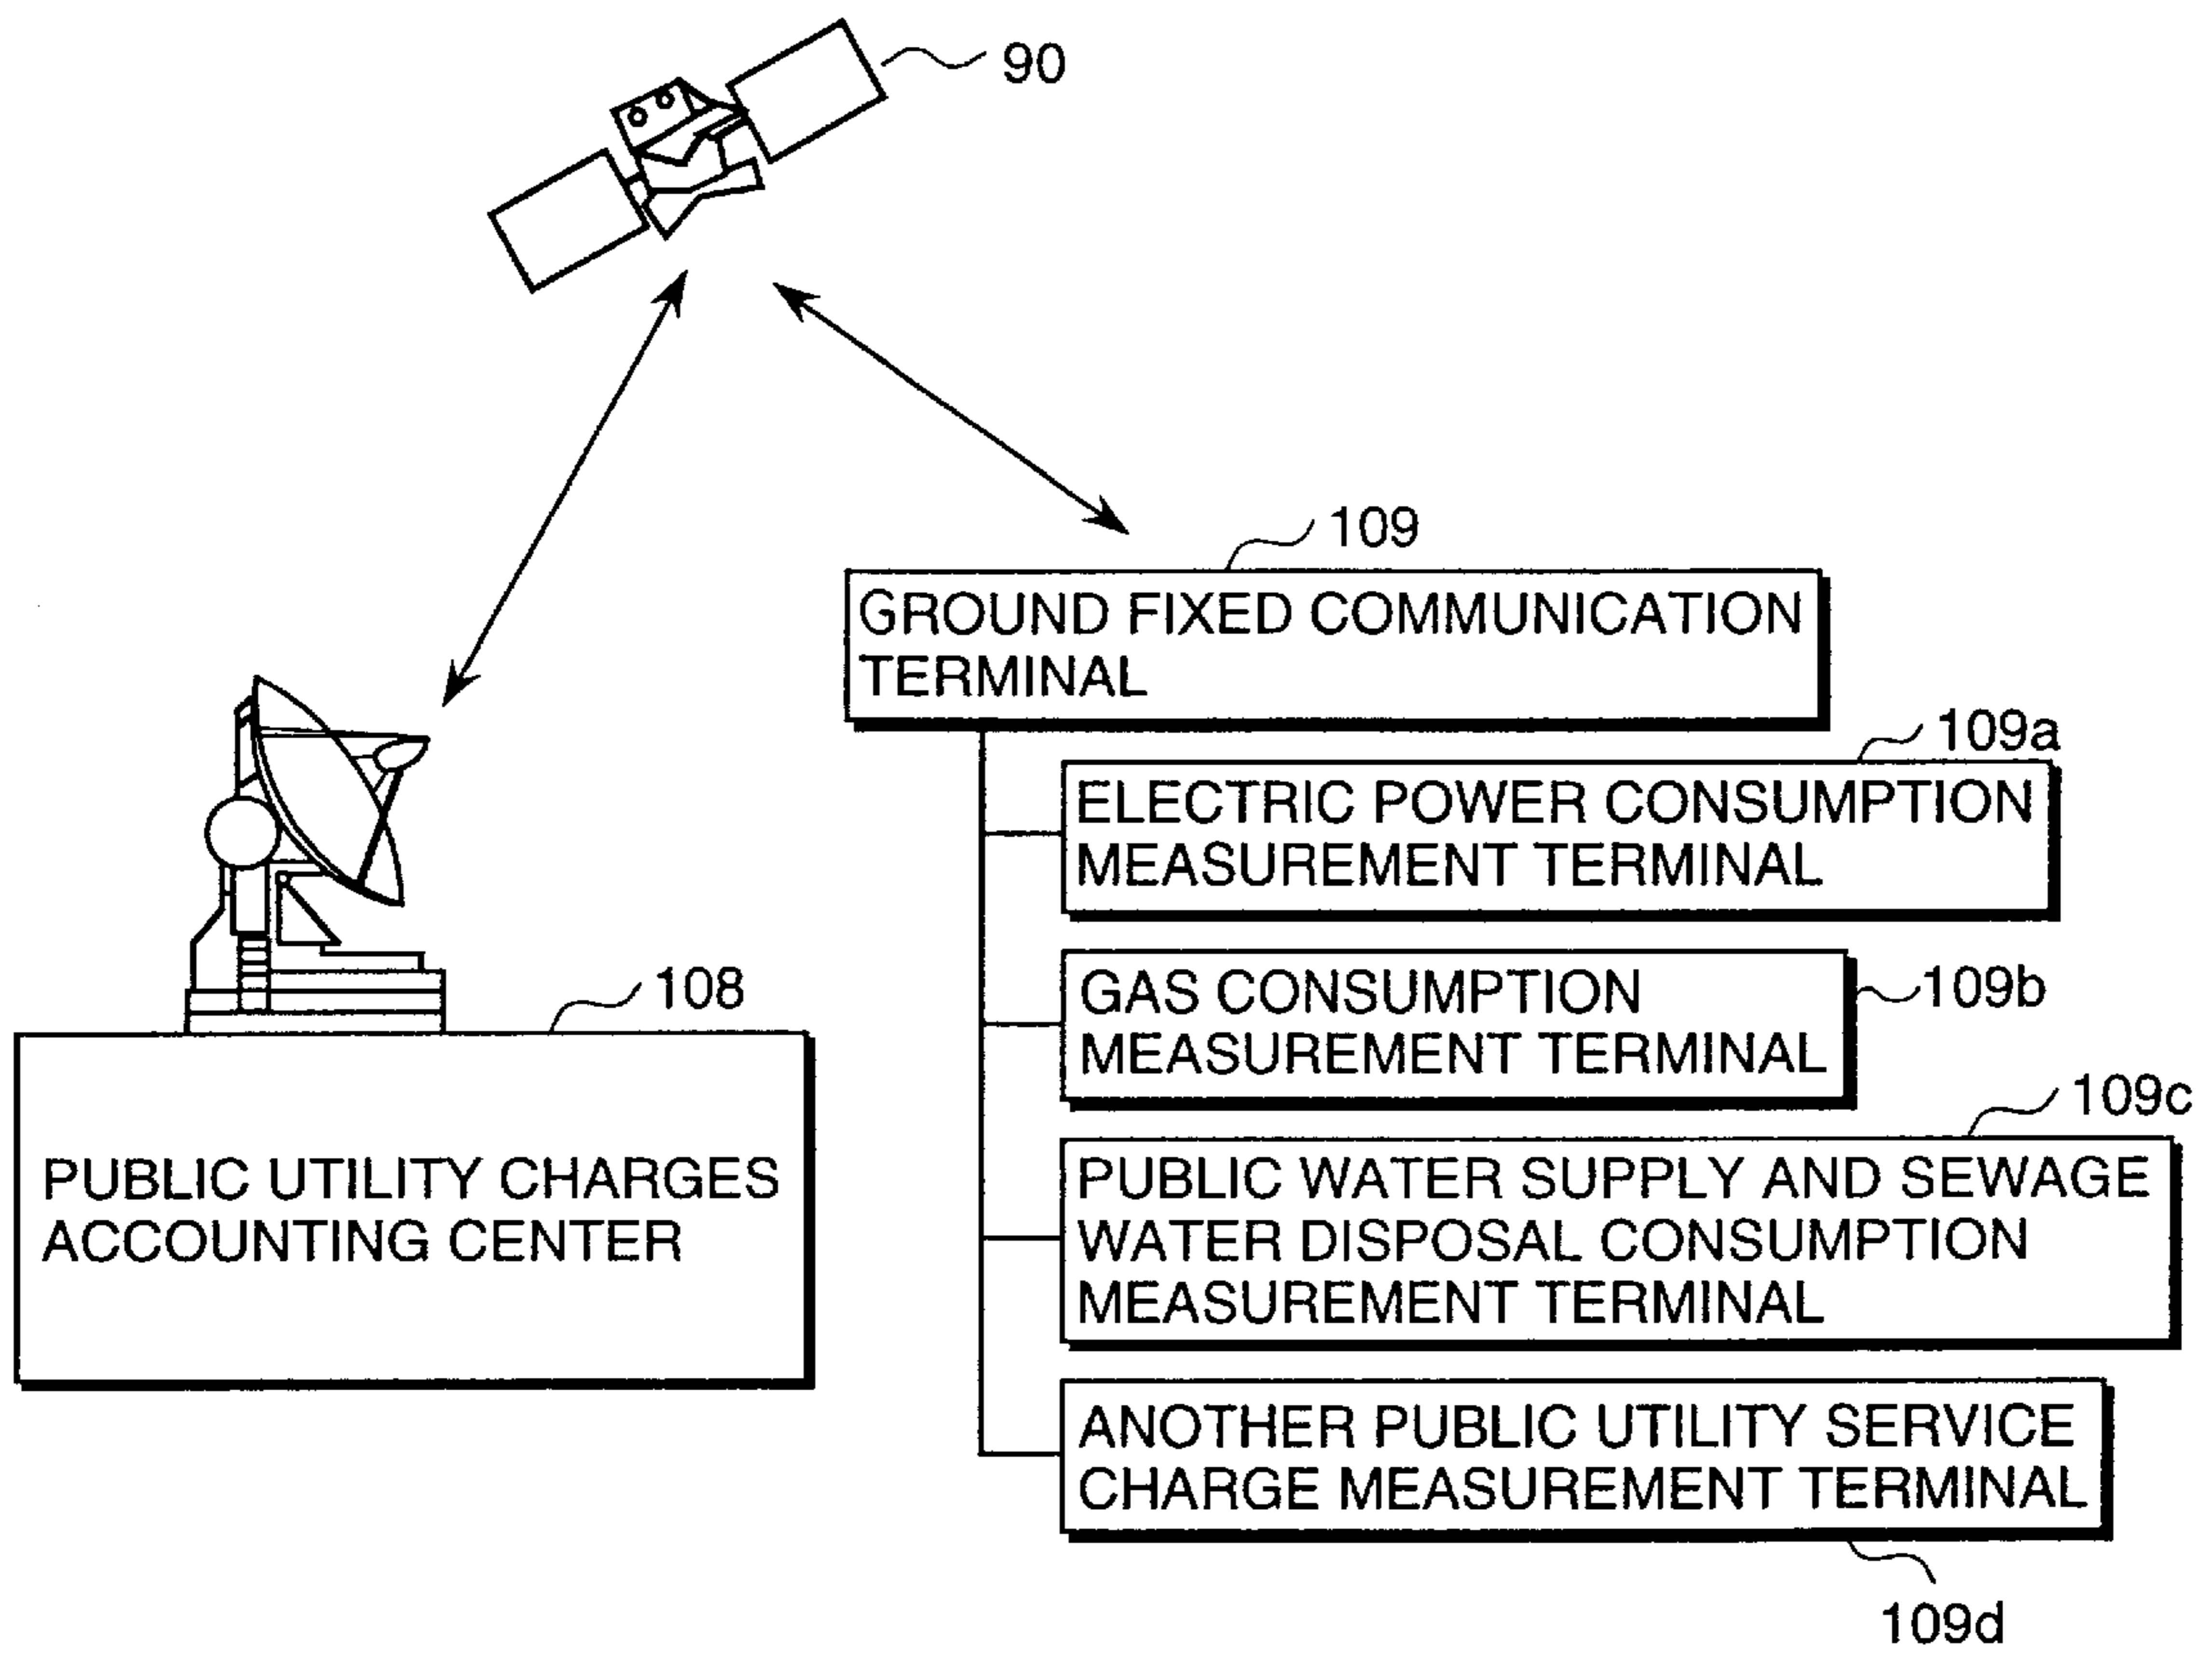 90
109
GROUND FIXED COMMUNICATION
TERMINAL
109a
ELECTRIC POWER CONSUMPTION
MEASUREMENT TERMINAL
108
GAS CONSUMPTION
MEASUREMENT TERMINAL
109b
109c
PUBLIC UTILITY CHARGES
ACCOUNTING CENTER
PUBLIC WATER SUPPLY AND SEWAGE
WATER DISPOSAL CONSUMPTION
MEASUREMENT TERMINAL
ANOTHER PUBLIC UTILITY SERVICE
CHARGE MEASUREMENT TERMINAL
109d